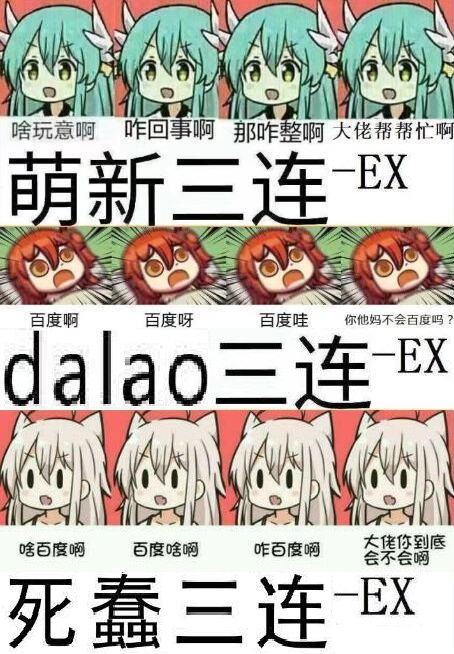 啥玩意啊 咋回事啊 那咋整啊 大佬帮帮忙啊
萌新三连-EX
百度啊 百度呀 百度哇 你他妈不会百度吗？
dalao三连-EX
啥百度啊 百度啥啊 咋百度啊 大佬你到底
会不会啊
死蠢三连-EX